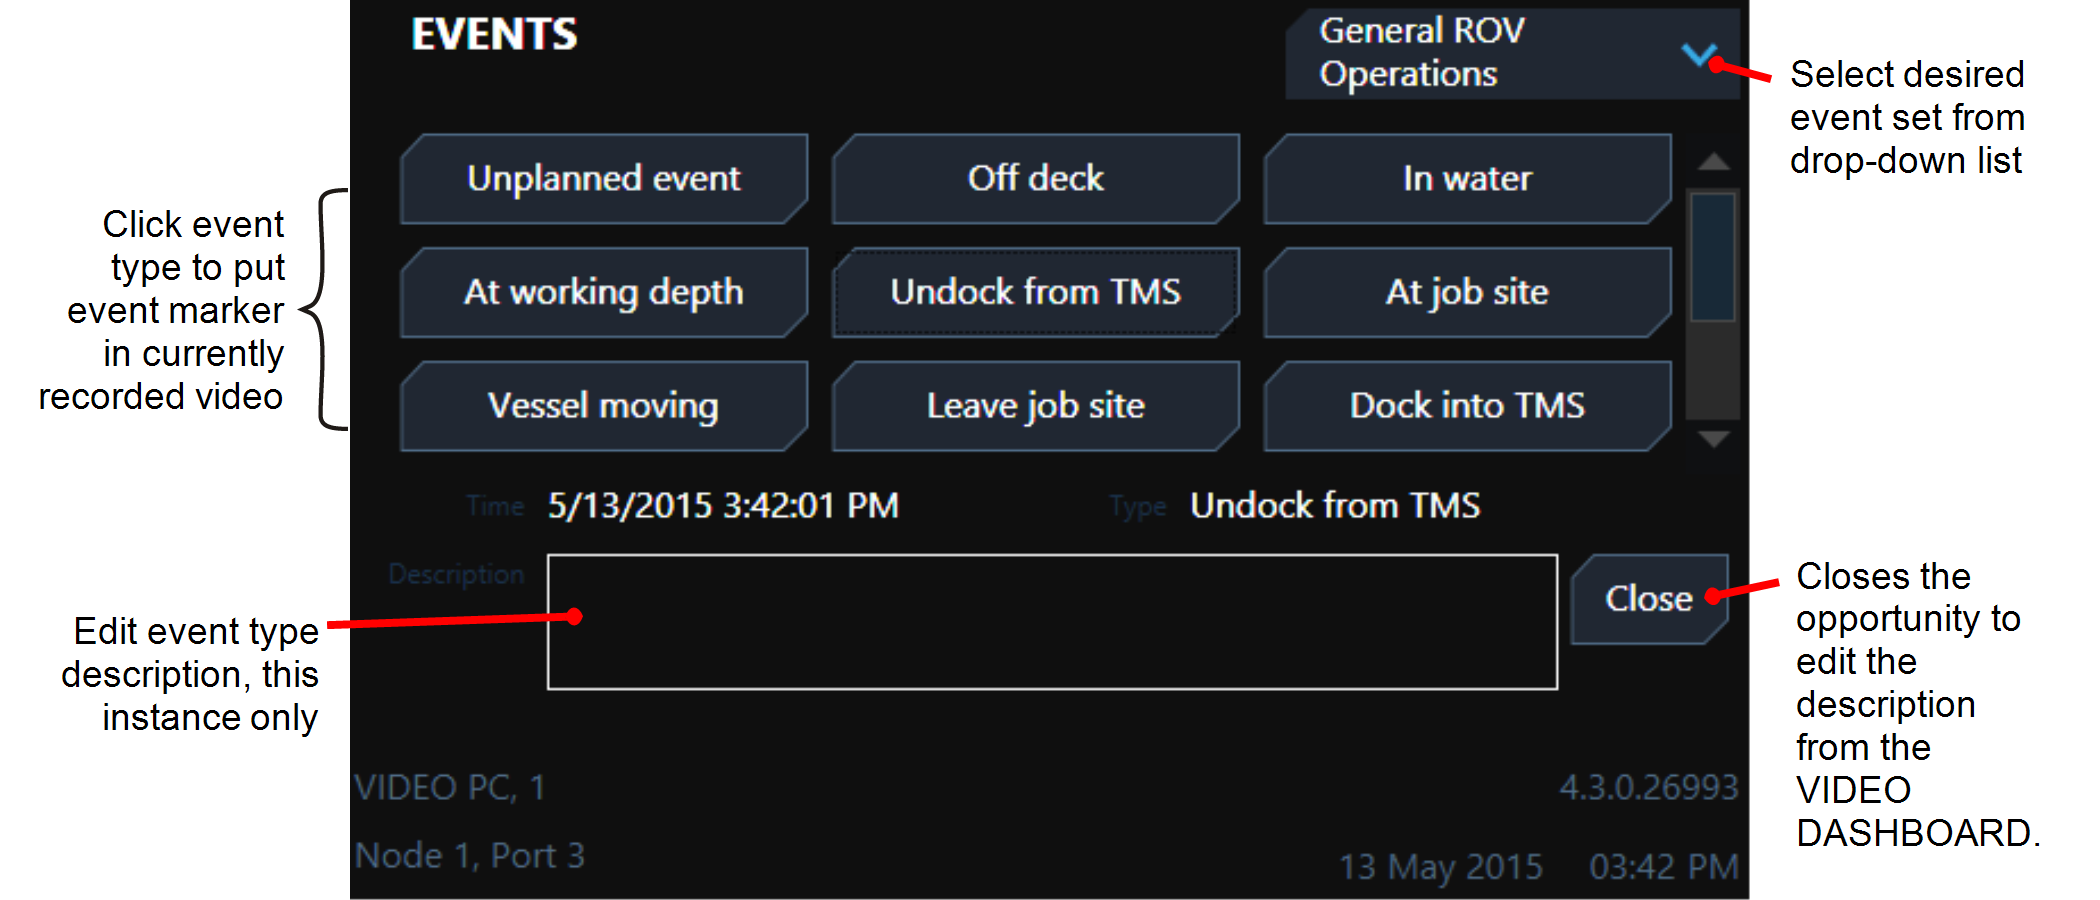 EVENTS
General ROV
Operations
Select desired
event set from
drop-down list
Unplanned event
Off deck
In water
Click event
type to put
event marker
in currently
recorded video
At working depth
Undock from TMS
At job site
Vessel moving
Leave job site
Dock into TMS
Time 5/13/2015 3:42:01 PM
Type Undock from TMS
Description
Close
Edit event type
description, this
instance only
Closes the
opportunity to
edit the
description
from the
VIDEO
DASHBOARD.
VIDEO PC, 1
4.3.0.26993
Node 1, Port 3
13 May 2015 03:42 PM